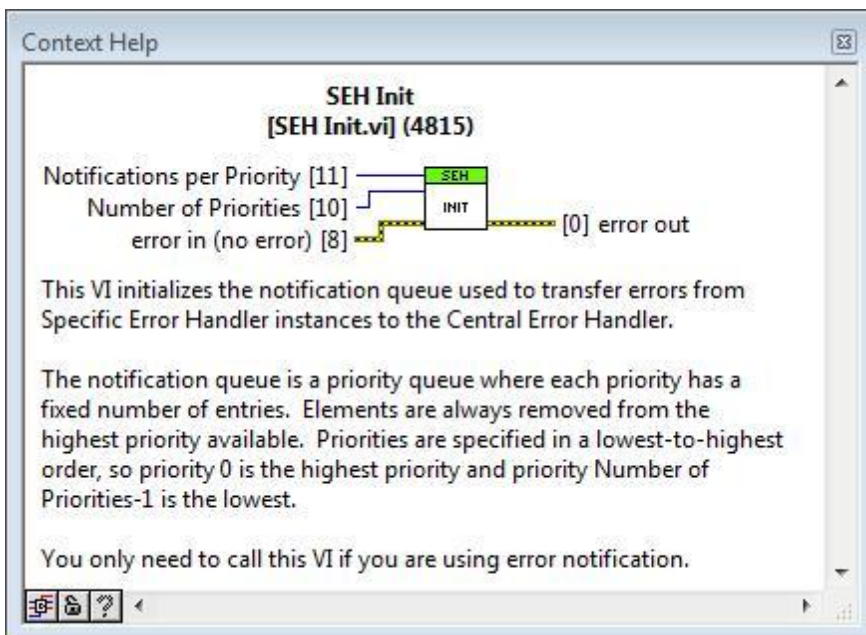 Context Help
SEH Init
[SEH Init.vi] (4815)
Notifications per Priority [11]
Number of Priorities [10]
error in (no error) [8]
SEH
INIT
[0] error out
This VI initializes the notification queue used to transfer errors from
Specific Error Handler instances to the Central Error Handler.
The notification queue is a priority queue where each priority has a
fixed number of entries.  Elements are always removed from the
highest priority available.  Priorities are specified in a lowest-to-highest
order, so priority 0 is the highest priority and priority Number of
Priorities-1 is the lowest.
You only need to call this VI if you are using error notification.
?